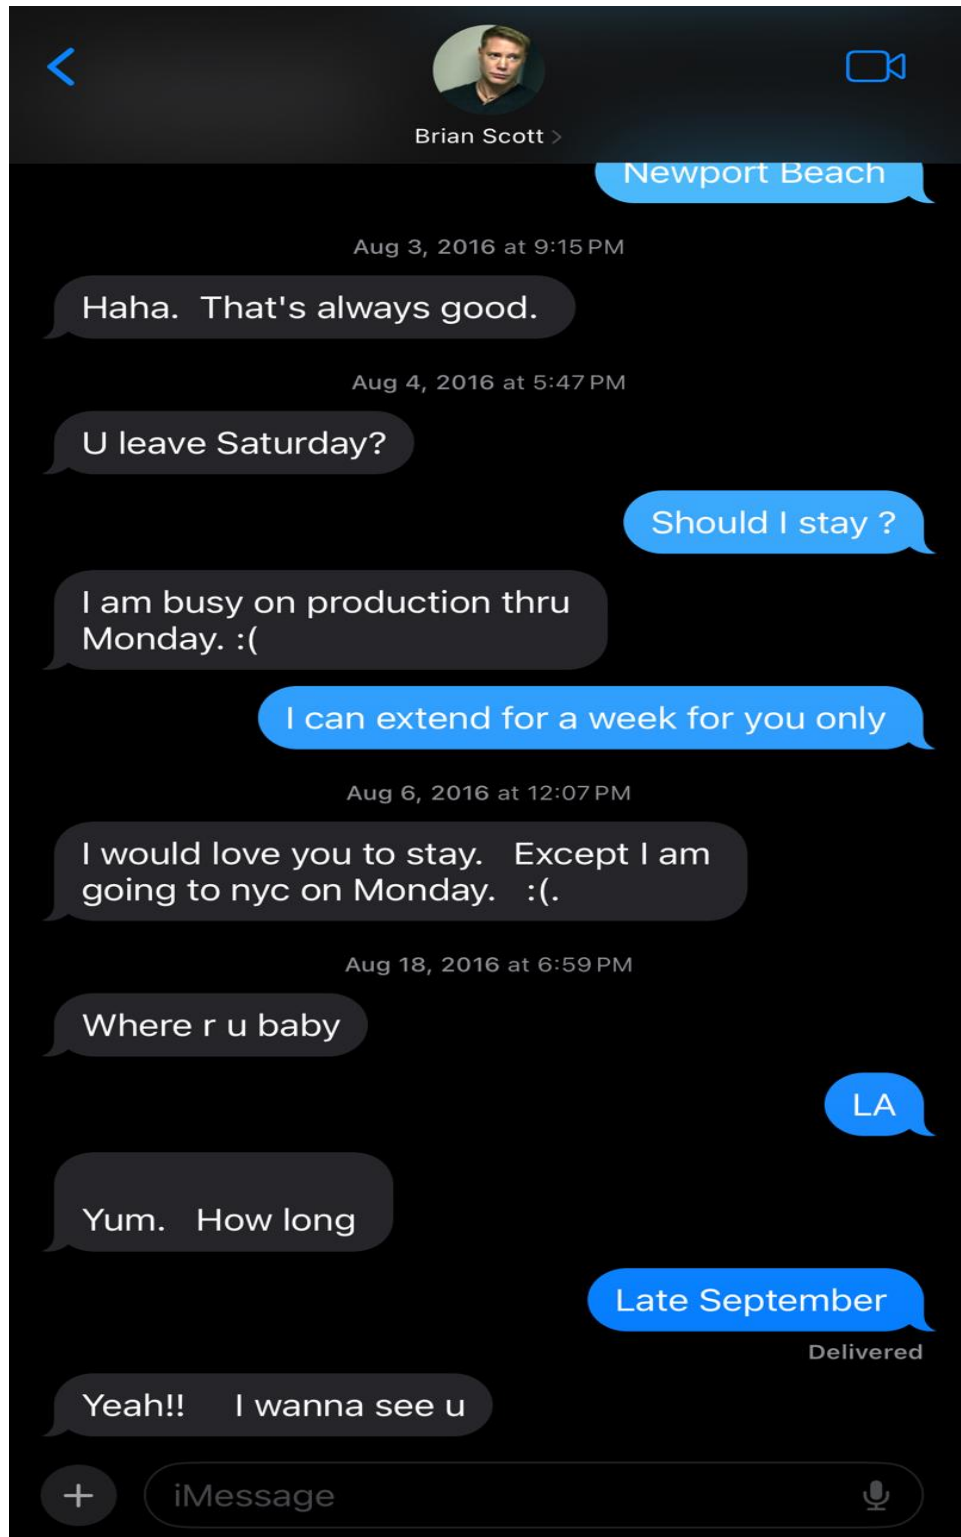 Brian Scott >
Newport Beach
Aug 3, 2016 at 9:15 PM
Haha.  That's always good.
Aug 4, 2016 at 5:47 PM
U leave Saturday?
Should I stay ?
I am busy on production thru
Monday. :(
I can extend for a week for you only
Aug 6, 2016 at 12:07 PM
I would love you to stay.   Except I am
going to nyc on Monday.   :(.
Aug 18, 2016 at 6:59 PM
Where r u baby
LA
Yum.   How long
Late September
Delivered
Yeah!!     I wanna see u
iMessage